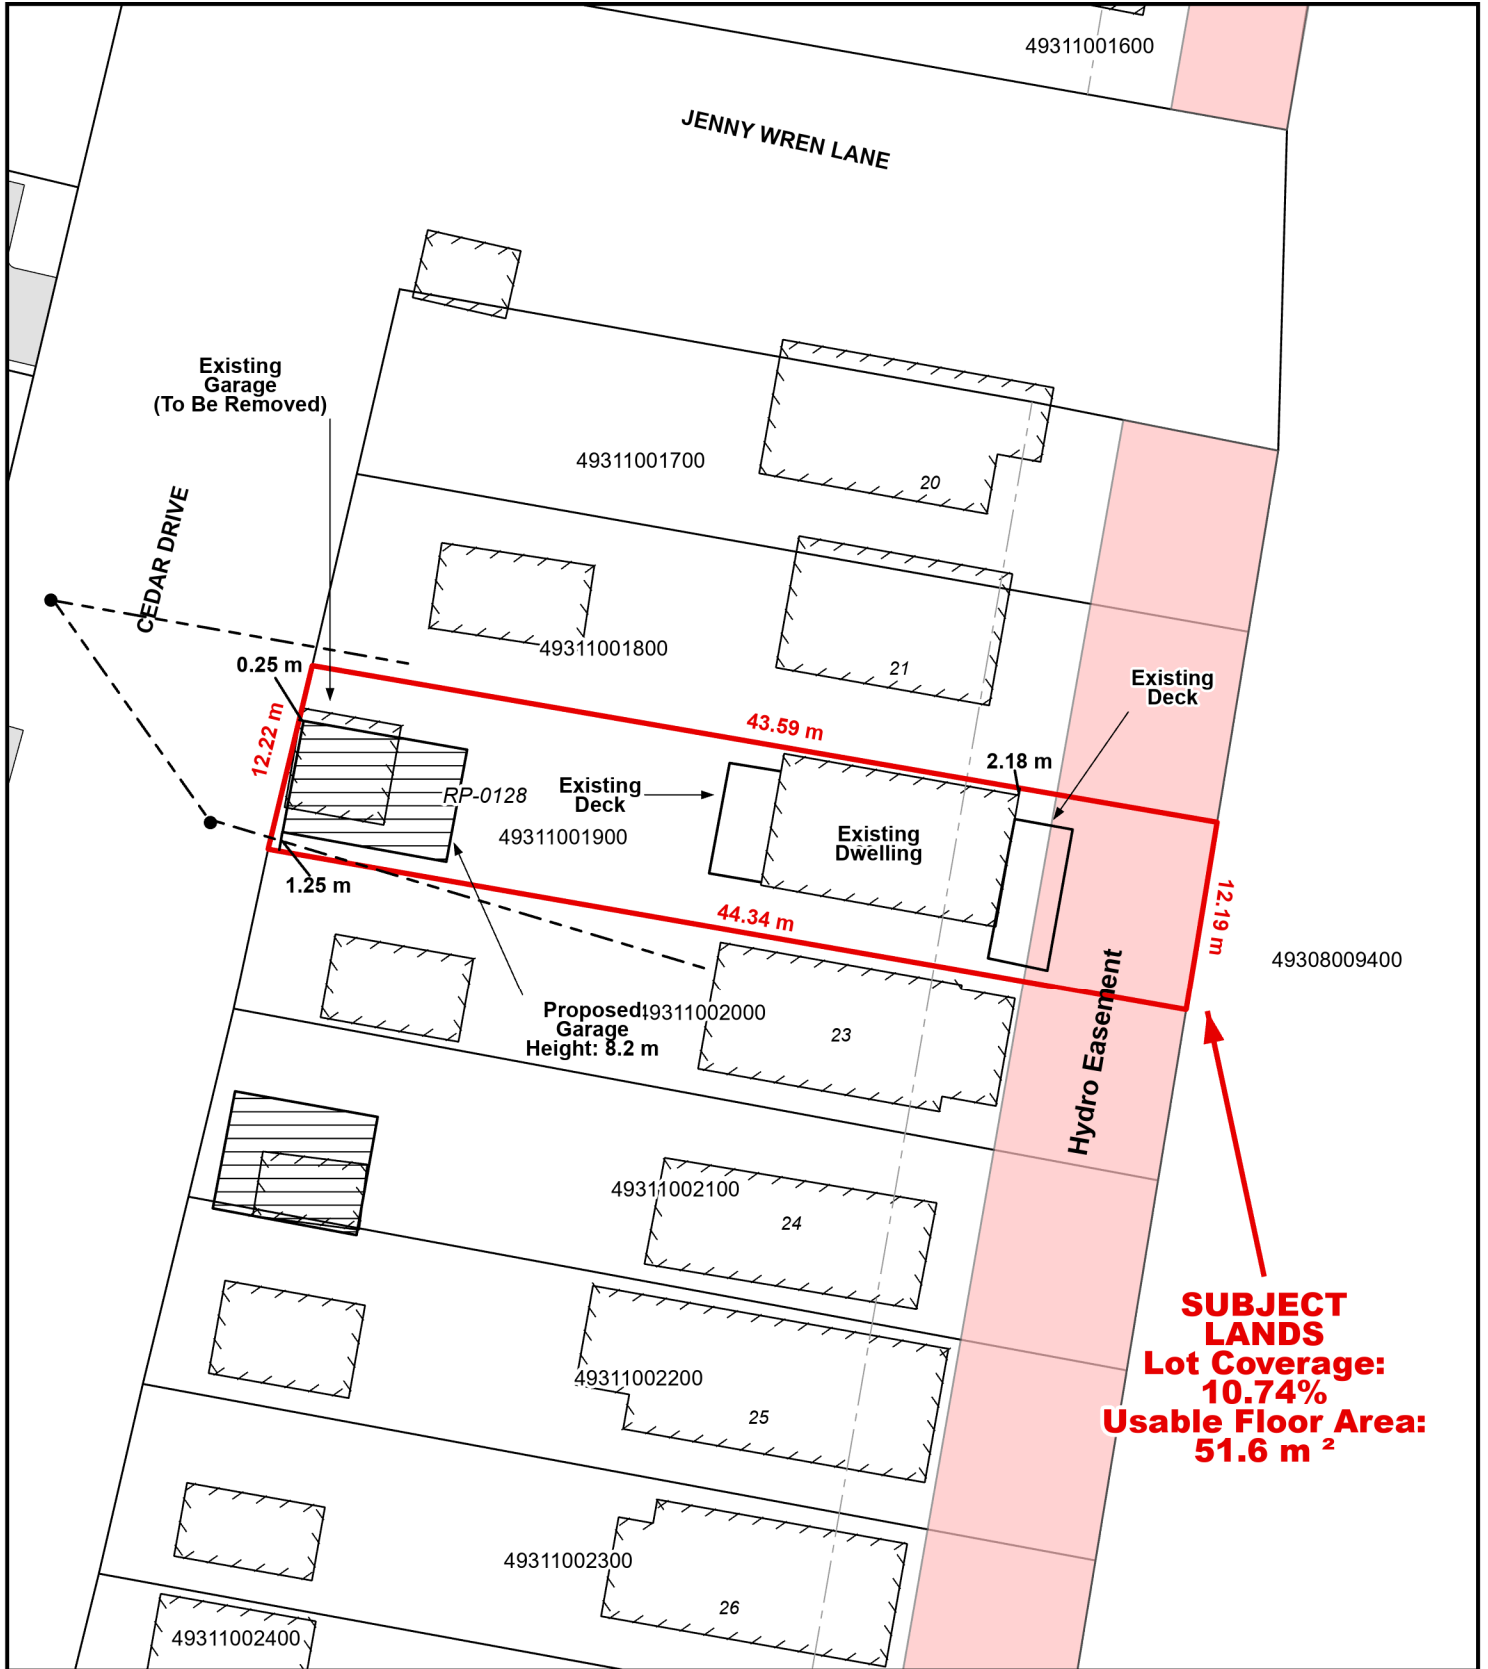 49311001600
JENNY WREN LANE
Existing
Garage
(To Be Removed)
49311001700
20
CEDAR DRIVE
49311001800
21
0.25 m
12.22 m
43.59 m
Existing
Deck
2.18 m
RP-0128
Existing
Deck
49311001900
Existing
Dwelling
1.25 m
44.34 m
12.19 m
49308009400
Hydro Easement
Proposed
Garage
Height: 8.2 m
49311002000
23
49311002100
24
SUBJECT
LANDS
Lot Coverage:
10.74%
Usable Floor Area:
51.6 m ²
49311002200
25
49311002300
26
49311002400